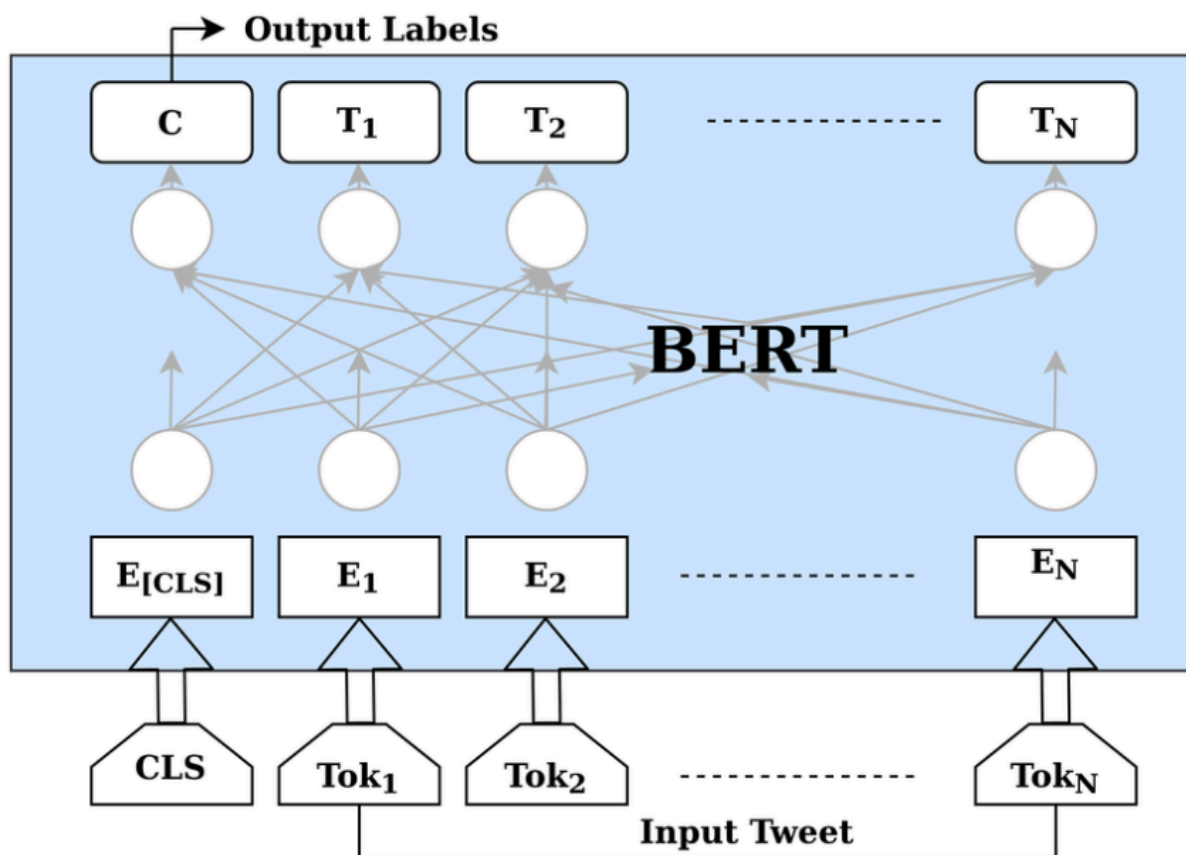 Output Labels
C T1 T2 TN
BERT
E[CLS] E1 E2 EN
CLS Tok1 Tok2 TokN
Input Tweet